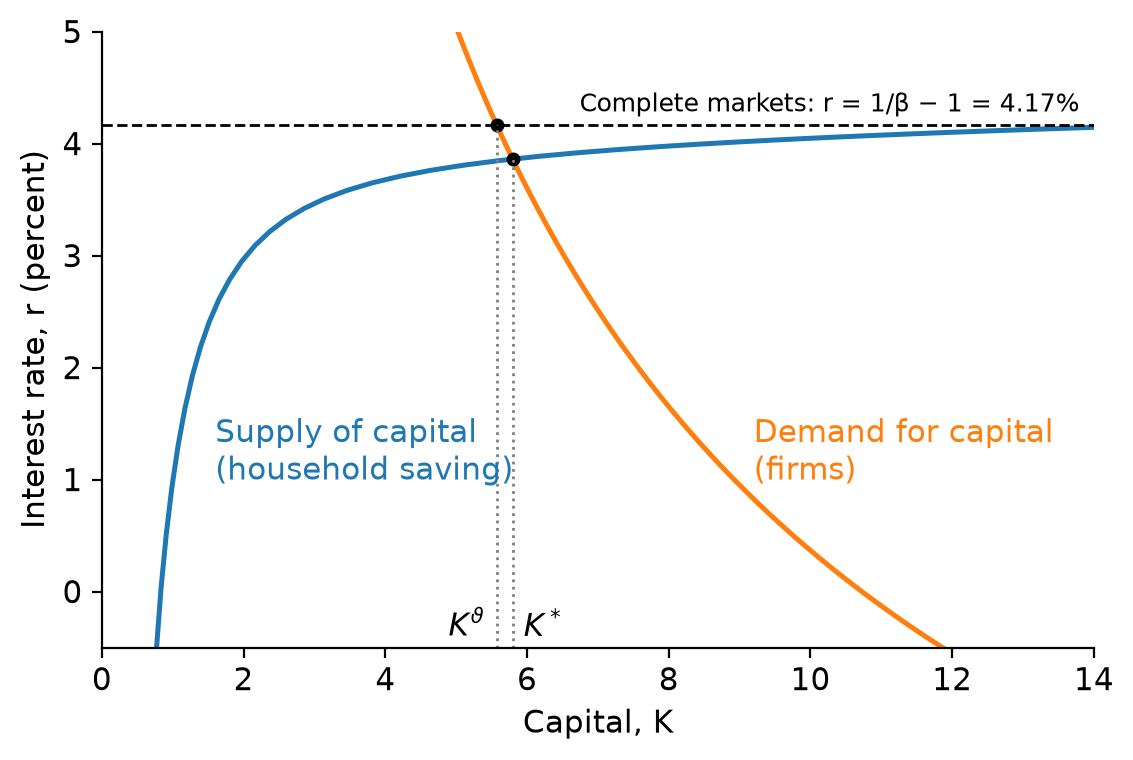 5
4
3
2
1
0
Interest rate, r (percent)
Complete markets: r = 1/β − 1 = 4.17%
Supply of capital
(household saving)
Demand for capital
(firms)
K^ϑ
K^*
0 2 4 6 8 10 12 14
Capital, K